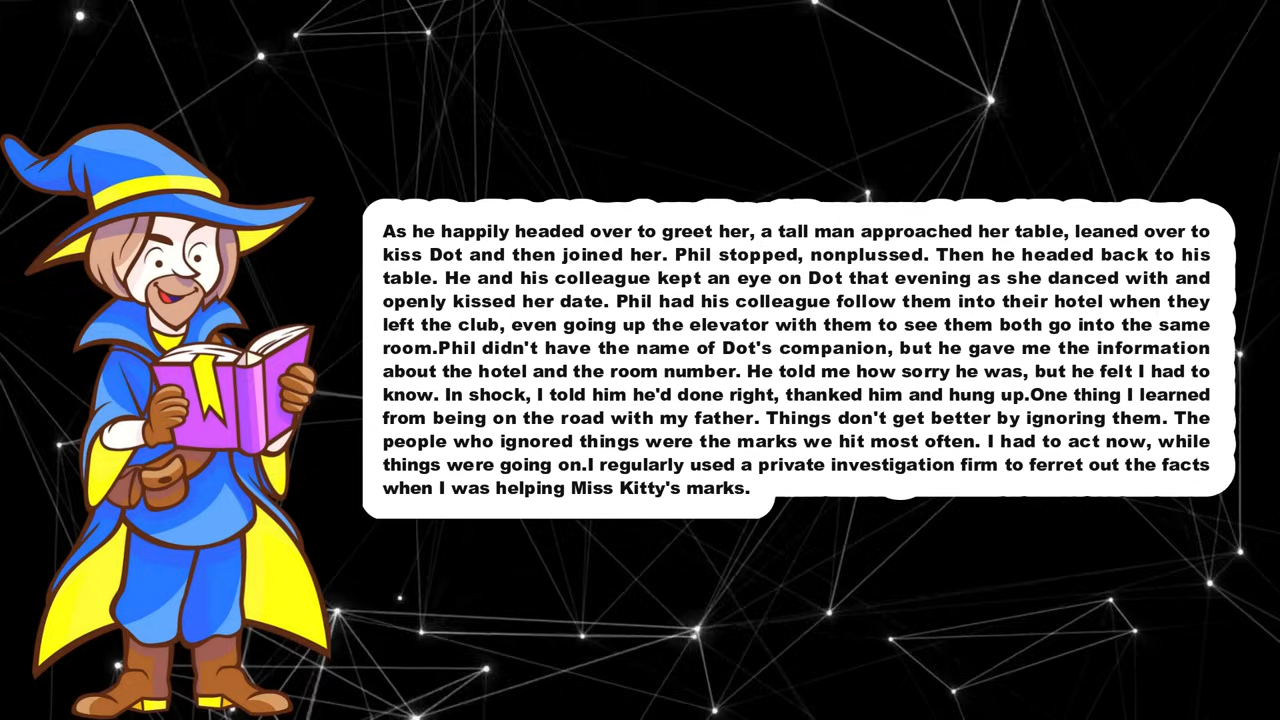 As he happily headed over to greet her, a tall man approached her table, leaned over to
kiss Dot and then joined her. Phil stopped, nonplussed. Then he headed back to his
table. He and his colleague kept an eye on Dot that evening as she danced with and
openly kissed her date. Phil had his colleague follow them into their hotel when they
left the club, even going up the elevator with them to see them both go into the same
room.Phil didn't have the name of Dot's companion, but he gave me the information
about the hotel and the room number. He told me how sorry he was, but he felt I had to
know. In shock, I told him he'd done right, thanked him and hung up.One thing I learned
from being on the road with my father. Things don't get better by ignoring them. The
people who ignored things were the marks we hit most often. I had to act now, while
things were going on.I regularly used a private investigation firm to ferret out the facts
when I was helping Miss Kitty's marks.